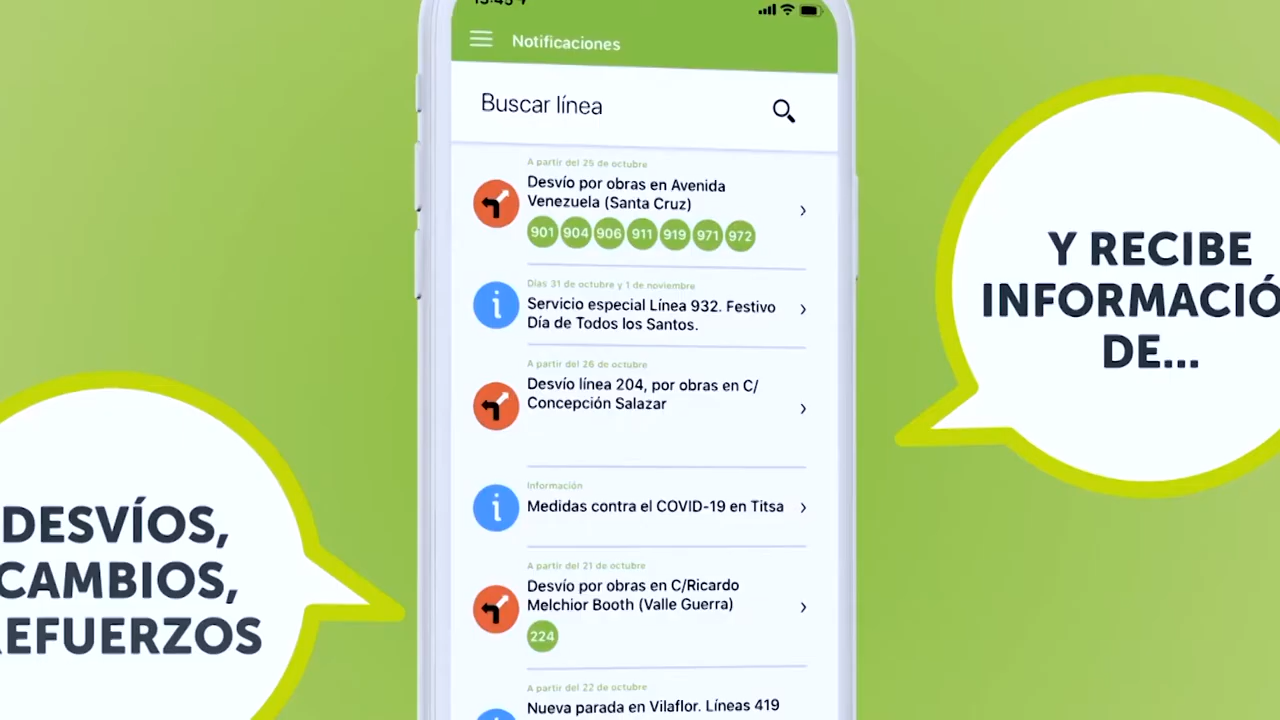 Notificaciones
Buscar línea
A partir del 25 de octubre
Desvío por obras en Avenida
Venezuela (Santa Cruz)
901 904 906 911 919 971 972
Días 31 de octubre y 1 de noviembre
Servicio especial Línea 932. Festivo
Día de Todos los Santos.
A partir del 26 de octubre
Desvío línea 204, por obras en C/
Concepción Salazar
Información
Medidas contra el COVID-19 en Titsa
A partir del 21 de octubre
Desvío por obras en C/Ricardo
Melchior Booth (Valle Guerra)
224
A partir del 22 de octubre
Nueva parada en Vilaflor. Líneas 419
Y RECIBE
INFORMACIÓ
DE...
DESVÍOS,
CAMBIOS,
EFUERZOS